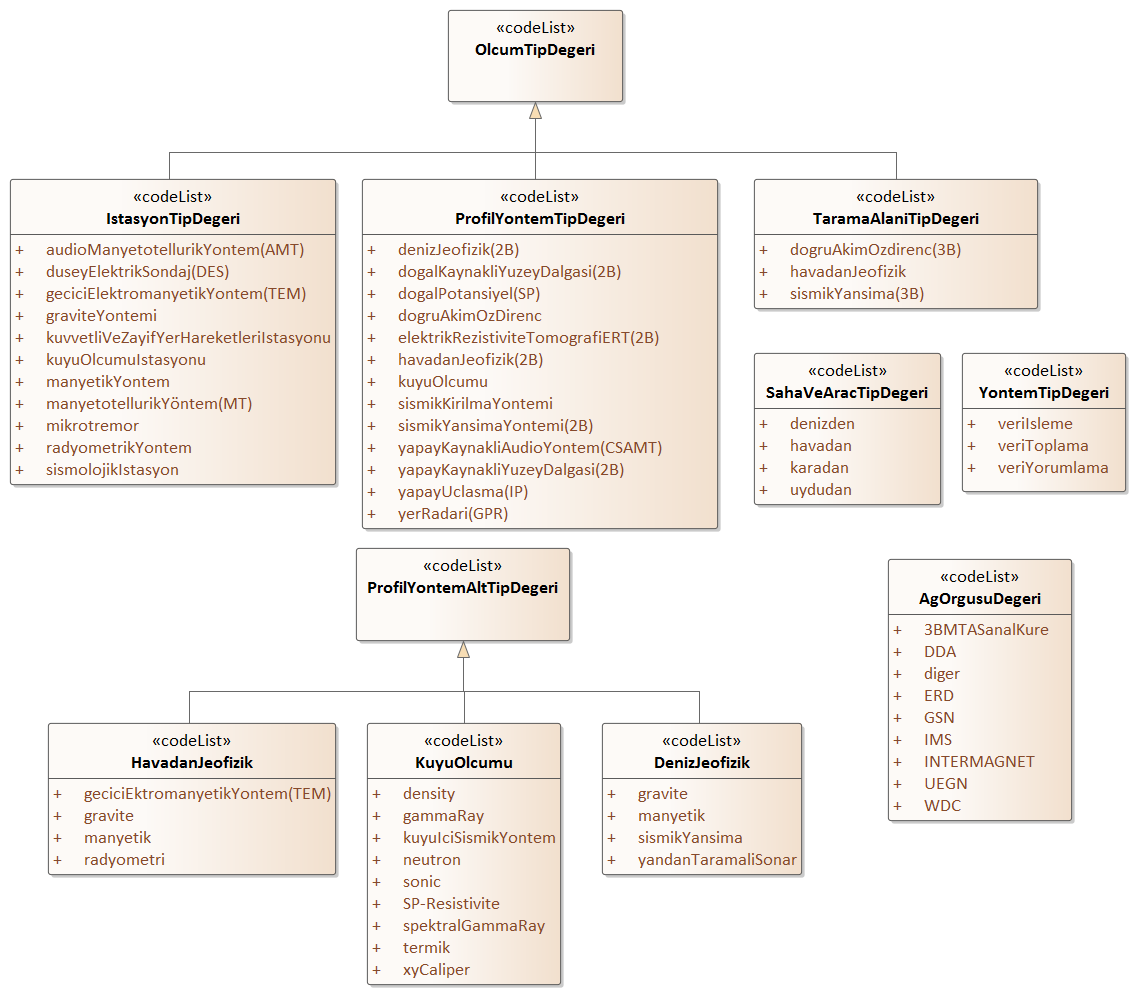 «codeList»
OlcumTipDegeri
«codeList»
IstasyonTipDegeri
+ audioManyetotellurikYontem(AMT)
+ duseyElektrikSondaj(DES)
+ geciciElektromanyetikYontem(TEM)
+ graviteYontemi
+ kuvvetliVeZayifYerHareketleriIstasyonu
+ kuyuOlcumuIstasyonu
+ manyetikYontem
+ manyetotellurikYöntem(MT)
+ mikrotremor
+ radyometrikYontem
+ sismolojikIstasyon
«codeList»
ProfilYontemTipDegeri
+ denizJeofizik(2B)
+ dogalKaynakliYuzeyDalgasi(2B)
+ dogalPotansiyel(SP)
+ dogruAkimOzDirenc
+ elektrikRezistiviteTomografiERT(2B)
+ havadanJeofizik(2B)
+ kuyuOlcumu
+ sismikKirilmaYontemi
+ sismikYansimaYontemi(2B)
+ yapayKaynakliAudioYontem(CSAMT)
+ yapayKaynakliYuzeyDalgasi(2B)
+ yapayUclasma(IP)
+ yerRadari(GPR)
«codeList»
TaramaAlaniTipDegeri
+ dogruAkimOzdirenc(3B)
+ havadanJeofizik
+ sismikYansima(3B)
«codeList»
SahaVeAracTipDegeri
+ denizden
+ havadan
+ karadan
+ uydudan
«codeList»
YontemTipDegeri
+ veriIsleme
+ veriToplama
+ veriYorumlama
«codeList»
ProfilYontemAltTipDegeri
«codeList»
AgOrgusuDegeri
+ 3BMTASanalKure
+ DDA
+ diger
+ ERD
+ GSN
+ IMS
+ INTERMAGNET
+ UEGN
+ WDC
«codeList»
HavadanJeofizik
+ geciciEktromanyetikYontem(TEM)
+ gravite
+ manyetik
+ radyometri
«codeList»
KuyuOlcumu
+ density
+ gammaRay
+ kuyuIciSismikYontem
+ neutron
+ sonic
+ SP-Resistivite
+ spektralGammaRay
+ termik
+ xyCaliper
«codeList»
DenizJeofizik
+ gravite
+ manyetik
+ sismikYansima
+ yandanTaramaliSonar